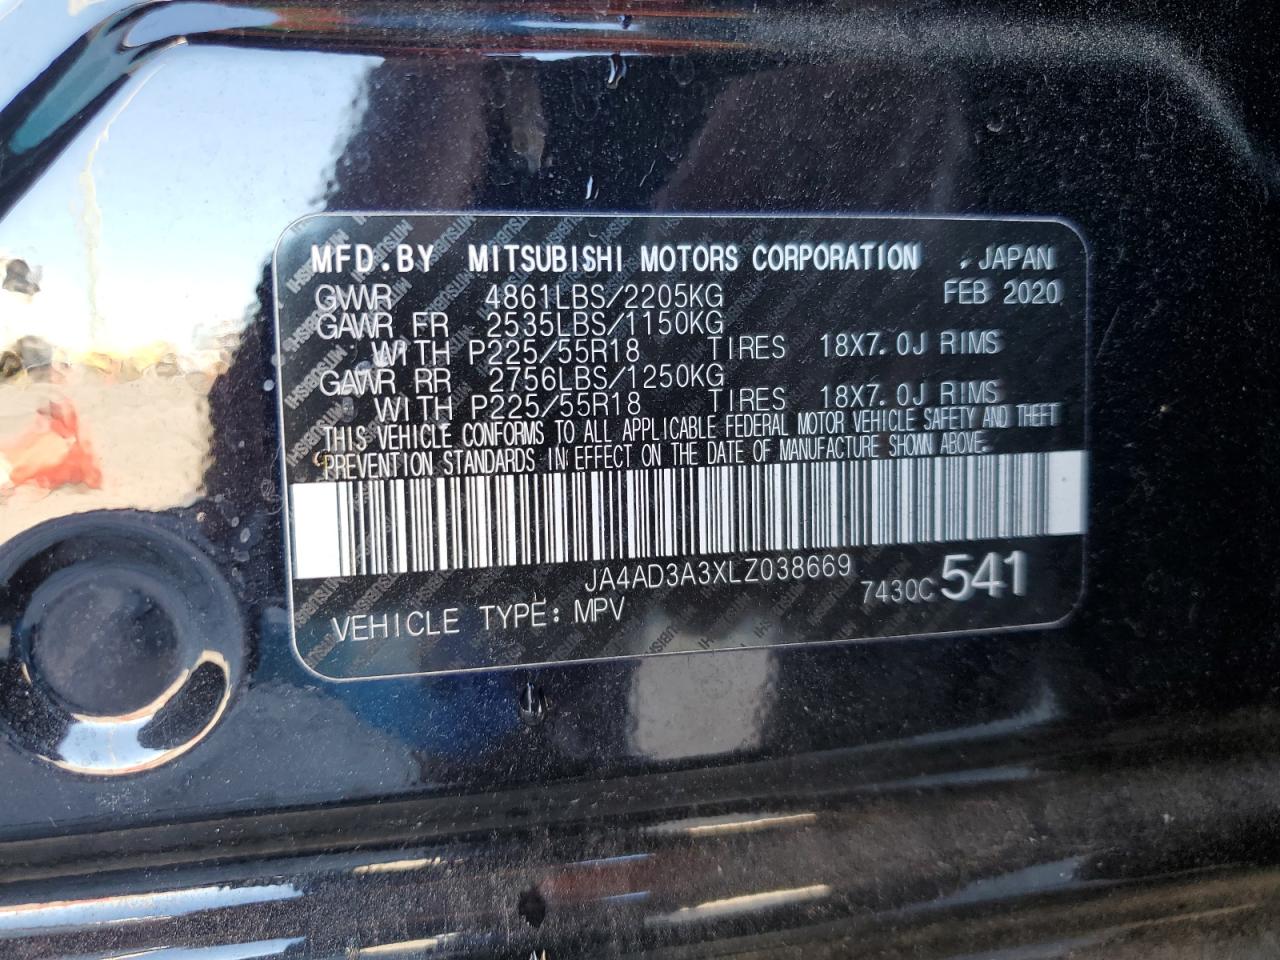 MFD.BY MITSUBISHI MOTORS CORPORATION JAPAN
GVWR 4861LBS/2205KG FEB 2020
GAWR FR 2535LBS/1150KG
WITH P225/55R18 TIRES 18X7.0J RIMS
GAWR RR 2756LBS/1250KG
WITH P225/55R18 TIRES 18X7.0J RIMS
THIS VEHICLE CONFORMS TO ALL APPLICABLE FEDERAL MOTOR VEHICLE SAFETY AND THEFT
PREVENTION STANDARDS IN EFFECT ON THE DATE OF MANUFACTURE SHOWN ABOVE.
JA4AD3A3XLZ038669 7430C 541
VEHICLE TYPE: MPV